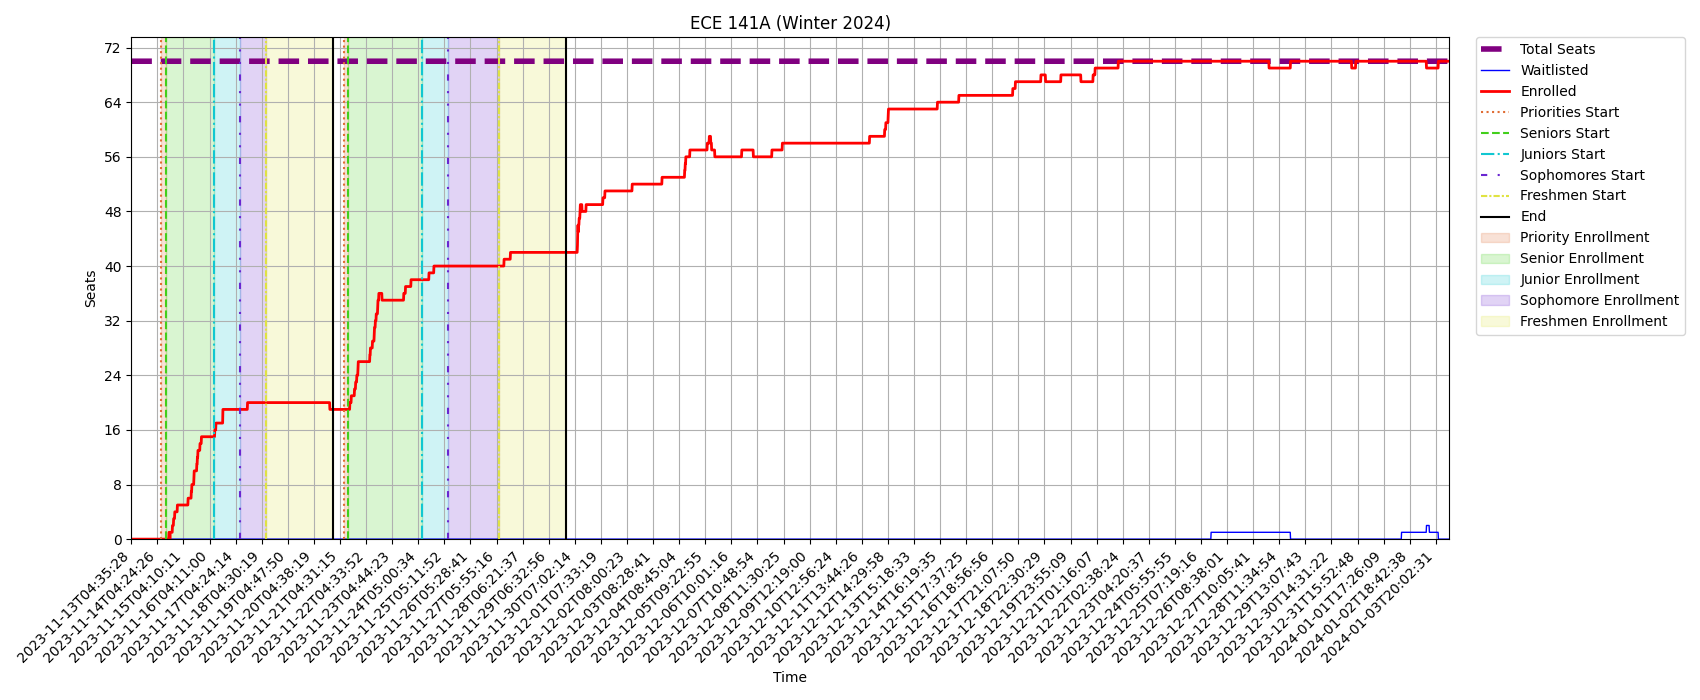 ECE 141A (Winter 2024)
Seats
72
64
56
48
40
32
24
16
8
0
2023-11-13T04:35:28
2023-11-14T04:24:26
2023-11-15T04:10:11
2023-11-16T04:11:00
2023-11-17T04:24:14
2023-11-18T04:30:19
2023-11-19T04:47:50
2023-11-20T04:38:19
2023-11-21T04:31:15
2023-11-22T04:33:52
2023-11-23T04:44:23
2023-11-24T05:00:34
2023-11-25T05:11:52
2023-11-26T05:28:41
2023-11-27T05:55:16
2023-11-28T06:21:37
2023-11-29T06:32:56
2023-11-30T07:02:14
2023-12-01T07:33:19
2023-12-02T08:00:23
2023-12-03T08:28:41
2023-12-04T08:45:04
2023-12-05T09:22:55
2023-12-06T10:01:16
2023-12-07T10:48:54
2023-12-08T11:30:25
2023-12-09T12:19:00
2023-12-10T12:56:24
2023-12-11T13:44:26
2023-12-12T14:29:58
2023-12-13T15:18:33
2023-12-14T16:19:35
2023-12-15T17:37:25
2023-12-16T18:56:56
2023-12-17T21:07:50
2023-12-18T22:30:29
2023-12-19T23:55:09
2023-12-21T01:16:07
2023-12-22T02:38:24
2023-12-23T04:20:37
2023-12-24T05:55:55
2023-12-25T07:19:16
2023-12-26T08:38:01
2023-12-27T10:05:41
2023-12-28T11:34:54
2023-12-29T13:07:43
2023-12-30T14:31:22
2023-12-31T15:52:48
2024-01-01T17:26:09
2024-01-02T18:42:38
2024-01-03T20:02:31
Time
Total Seats
Waitlisted
Enrolled
Priorities Start
Seniors Start
Juniors Start
Sophomores Start
Freshmen Start
End
Priority Enrollment
Senior Enrollment
Junior Enrollment
Sophomore Enrollment
Freshmen Enrollment